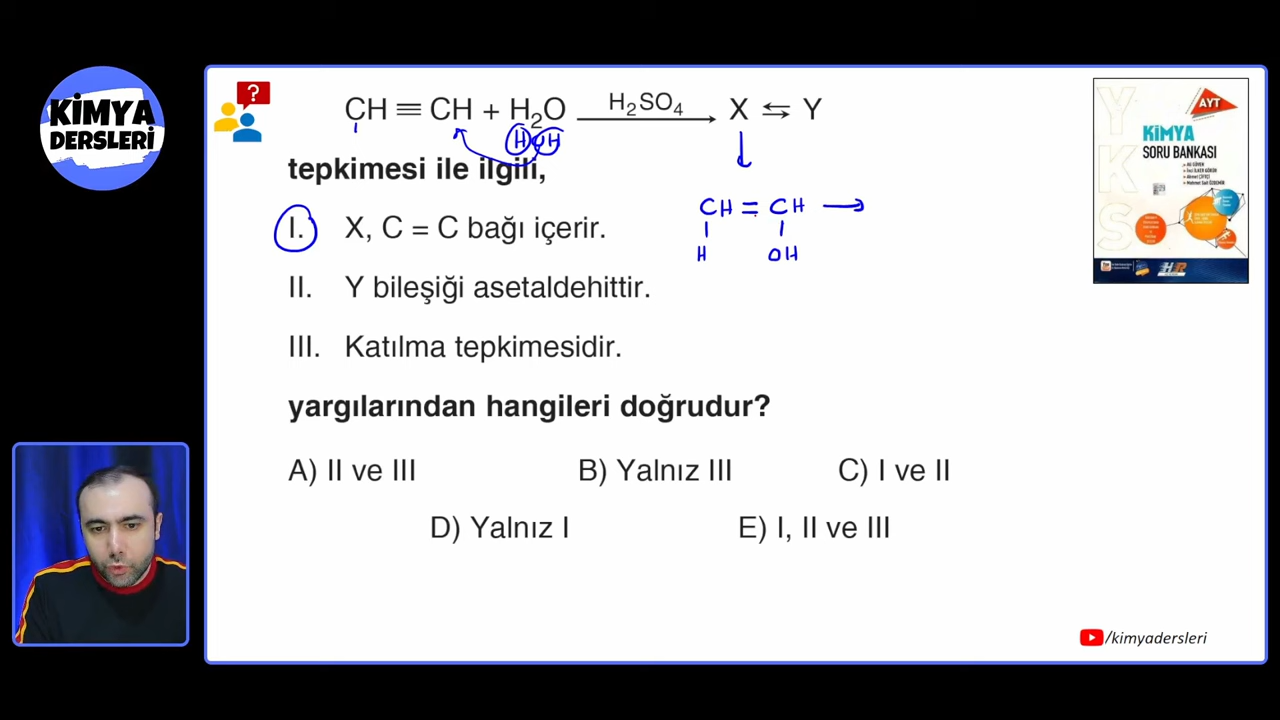 KİMYA
DERSLERİ
?
CH ≡ CH + H₂O H₂SO₄ X ⇆ Y
H OH
tepkimesi ile ilgili,
I. X, C = C bağı içerir.
CH = CH →
H OH
II. Y bileşiği asetaldehittir.
III. Katılma tepkimesidir.
yargılarından hangileri doğrudur?
A) II ve III B) Yalnız III C) I ve II
D) Yalnız I E) I, II ve III
YKS
AYT
KİMYA
SORU BANKASI
/kimyadersleri